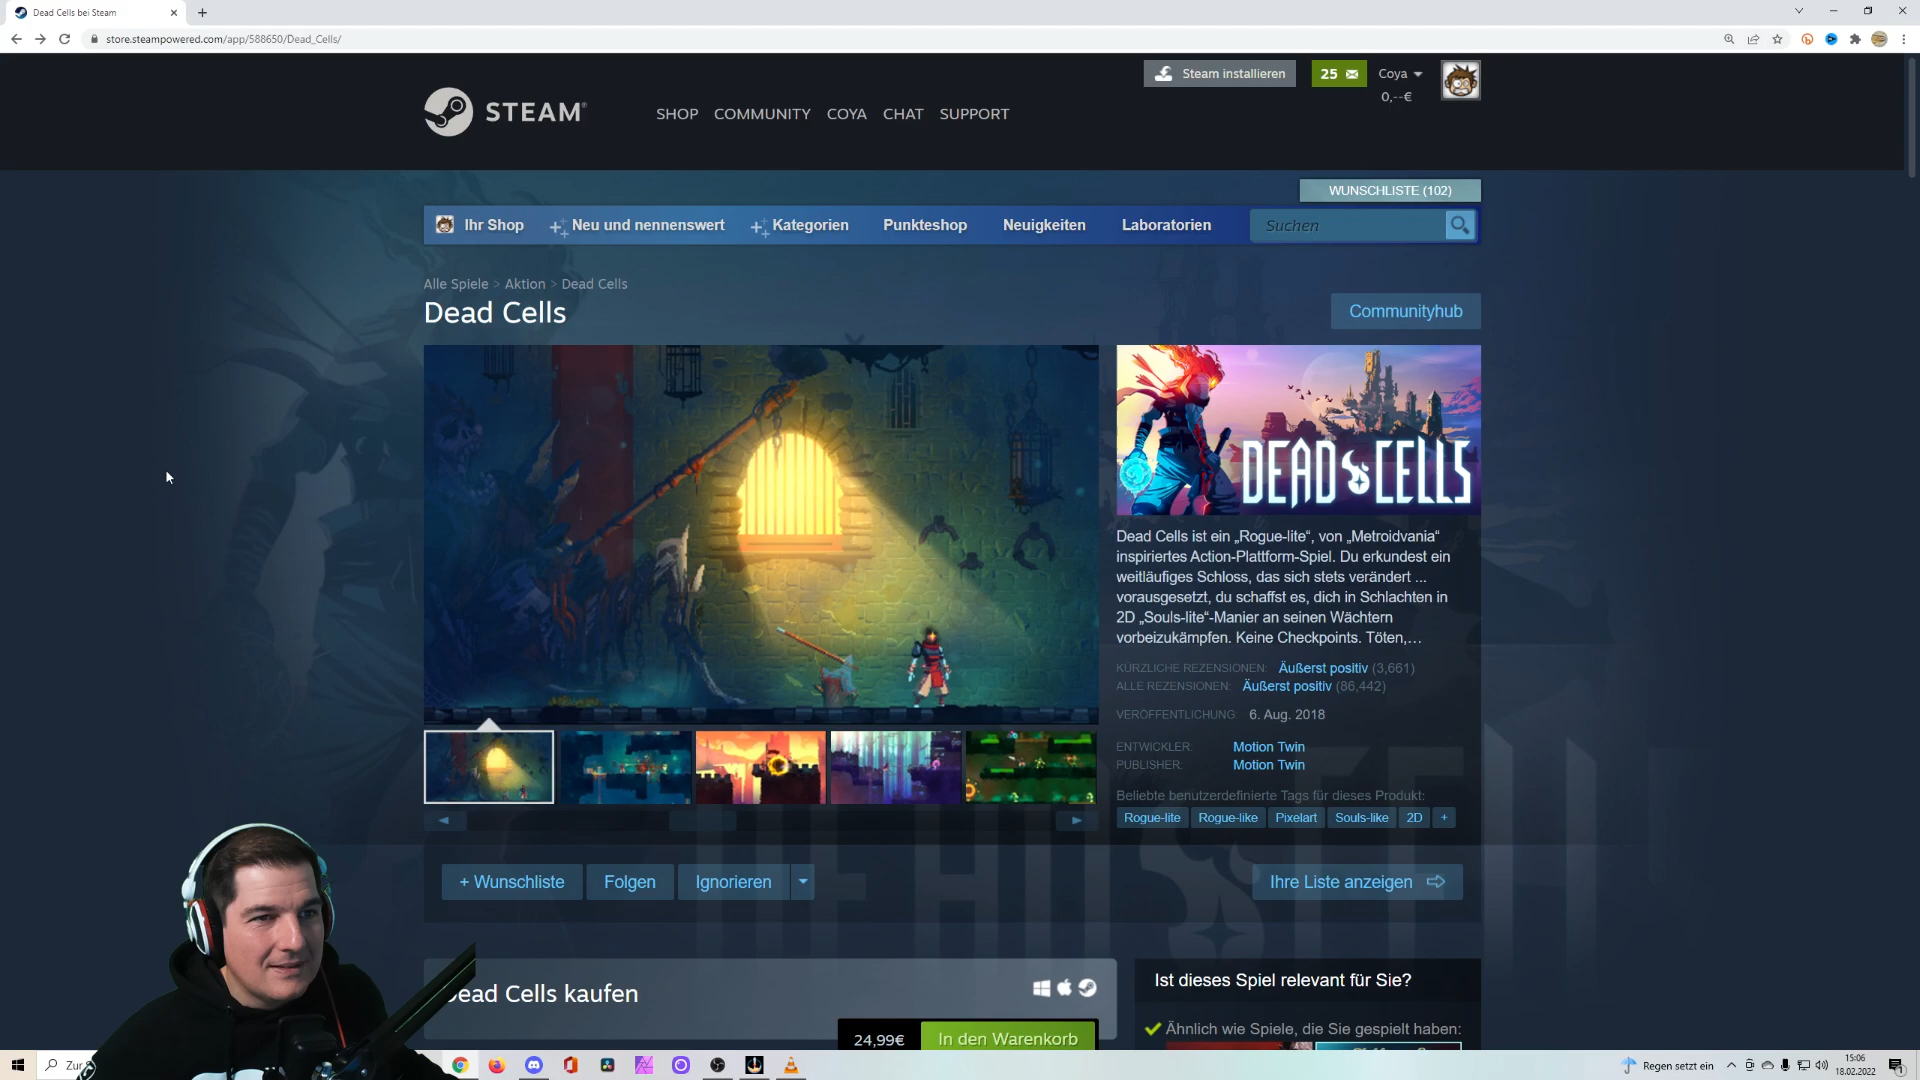 Dead Cells bei Steam
store.steampowered.com/app/588650/Dead_Cells/
Steam installieren
25
Coya
0,--€
STEAM®
SHOP COMMUNITY COYA CHAT SUPPORT
WUNSCHLISTE (102)
Ihr Shop Neu und nennenswert Kategorien Punkteshop Neuigkeiten Laboratorien Suchen
Alle Spiele > Aktion > Dead Cells
Dead Cells
Communityhub
DEAD CELLS
Dead Cells ist ein „Rogue-lite“, von „Metroidvania“
inspiriertes Action-Plattform-Spiel. Du erkundest ein
weitläufiges Schloss, das sich stets verändert ...
vorausgesetzt, du schaffst es, dich in Schlachten in
2D „Souls-lite“-Manier an seinen Wächtern
vorbeizukämpfen. Keine Checkpoints. Töten,...
KÜRZLICHE REZENSIONEN: Äußerst positiv (3,661)
ALLE REZENSIONEN: Äußerst positiv (86,442)
VERÖFFENTLICHUNG: 6. Aug. 2018
ENTWICKLER: Motion Twin
PUBLISHER: Motion Twin
Beliebte benutzerdefinierte Tags für dieses Produkt:
Rogue-lite Rogue-like Pixelart Souls-like 2D +
+ Wunschliste Folgen Ignorieren
Ihre Liste anzeigen
Dead Cells kaufen
24,99€ In den Warenkorb
Ist dieses Spiel relevant für Sie?
Ähnlich wie Spiele, die Sie gespielt haben:
Zur
Regen setzt ein
15:06
18.02.2022